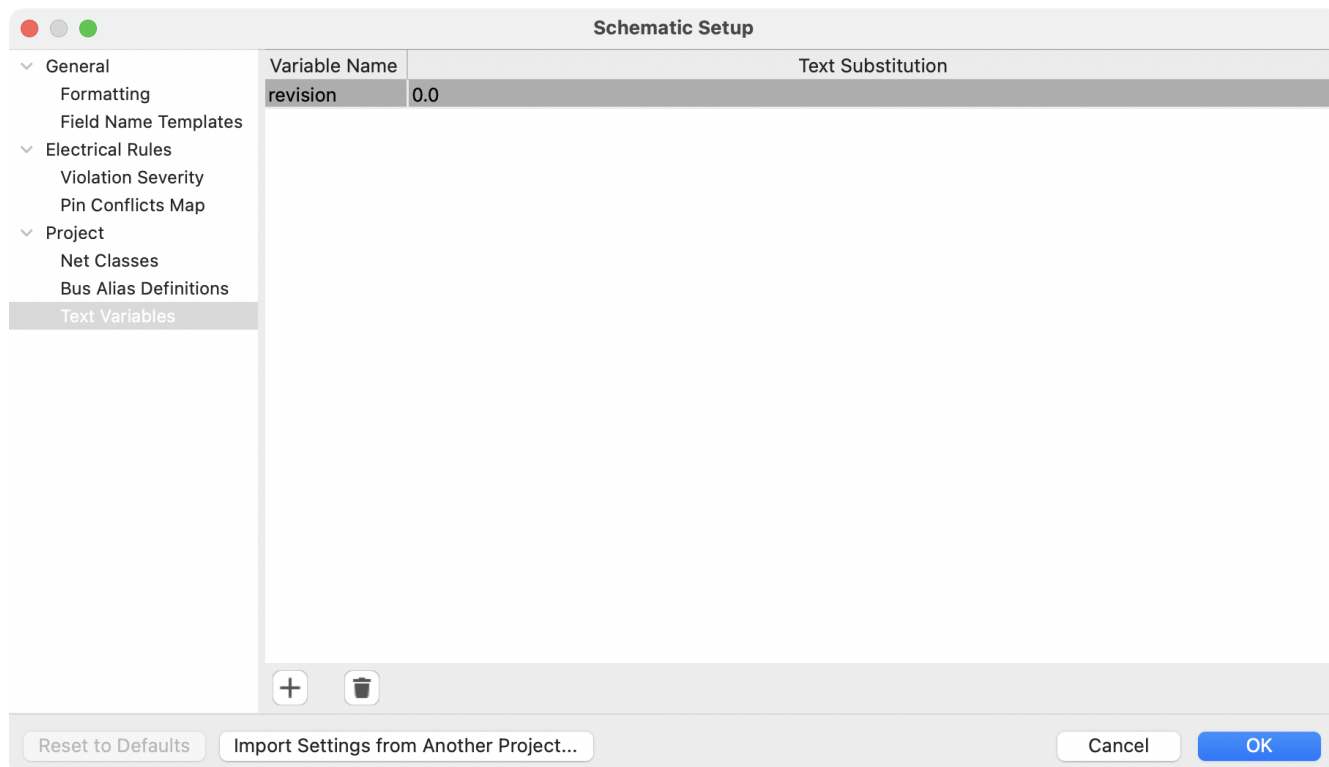 Schematic Setup
General
Formatting
Field Name Templates
Electrical Rules
Violation Severity
Pin Conflicts Map
Project
Net Classes
Bus Alias Definitions
Text Variables
Variable Name Text Substitution
revision 0.0
Reset to Defaults Import Settings from Another Project... Cancel OK